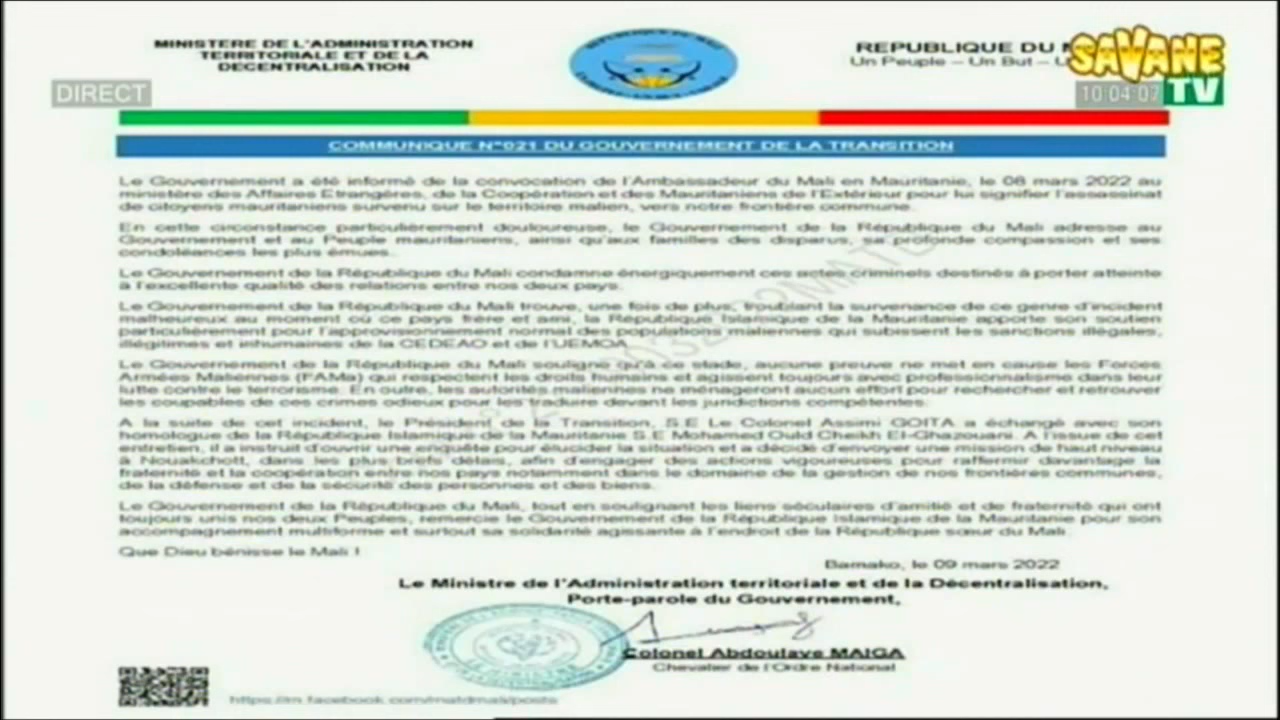 MINISTERE DE L'ADMINISTRATION
TERRITORIALE ET DE LA
DECENTRALISATION
REPUBLIQUE DU
Un Peuple – Un But –
SAVANE
TV
DIRECT
10:04:07
COMMUNIQUE N°021 DU GOUVERNEMENT DE LA TRANSITION
Le Gouvernement a été informé de la convocation de l'Ambassadeur du Mali en Mauritanie, le 08 mars 2022 au
ministère des Affaires Etrangères, de la Coopération et des Mauritaniens de l'Extérieur pour lui signifier l'assassinat
de citoyens mauritaniens survenu sur le territoire malien, vers notre frontière commune.
En cette circonstance particulièrement douloureuse, le Gouvernement de la République du Mali adresse au
Gouvernement et au Peuple mauritaniens, ainsi qu'aux familles des disparus, sa profonde compassion et ses
condoléances les plus émues.
Le Gouvernement de la République du Mali condamne énergiquement ces actes criminels destinés à porter atteinte
à l'excellente qualité des relations entre nos deux pays.
Le Gouvernement de la République du Mali trouve, une fois de plus, troublant la survenance de ce genre d'incident
malheureux au moment où ce pays frère et ami, la République Islamique de la Mauritanie apporte son soutien
particulièrement pour l'approvisionnement normal des populations maliennes qui subissent les sanctions illégales,
illégitimes et inhumaines de la CEDEAO et de l'UEMOA.
Le Gouvernement de la République du Mali souligne qu'à ce stade, aucune preuve ne met en cause les Forces
Armées Maliennes (FAMa) qui respectent les droits humains et agissent toujours avec professionnalisme dans leur
lutte contre le terrorisme. En outre, les autorités maliennes ne ménageront aucun effort pour rechercher et retrouver
les coupables de ces crimes odieux pour les traduire devant les juridictions compétentes.
A la suite de cet incident, le Président de la Transition, S.E Le Colonel Assimi GOITA a échangé avec son
homologue de la République Islamique de la Mauritanie S.E Mohamed Ould Cheikh El-Ghazouani. A l'issue de cet
entretien, il a instruit d'ouvrir une enquête pour élucider la situation et a décidé d'envoyer une mission de haut niveau
à Nouakchott, dans les plus brefs délais, afin d'engager des actions vigoureuses pour raffermir davantage la
fraternité et la coopération entre nos pays notamment dans le domaine de la gestion de nos frontières communes,
de la défense et de la sécurité des personnes et des biens.
Le Gouvernement de la République du Mali, tout en soulignant les liens séculaires d'amitié et de fraternité qui ont
toujours unis nos deux Peuples, remercie le Gouvernement de la République Islamique de la Mauritanie pour son
accompagnement multiforme et surtout sa solidarité agissante à l'endroit de la République sœur du Mali.
Que Dieu bénisse le Mali !
Bamako, le 09 mars 2022
Le Ministre de l'Administration territoriale et de la Décentralisation,
Porte-parole du Gouvernement,
Colonel Abdoulaye MAIGA
Chevalier de l'Ordre National
https://m.facebook.com/matdmali/posts